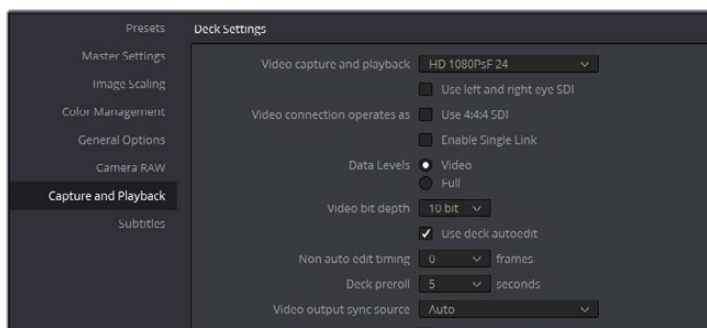 Presets
Master Settings
Image Scaling
Color Management
General Options
Camera RAW
Capture and Playback
Subtitles
Deck Settings
Video capture and playback HD 1080PsF 24
Use left and right eye SDI
Video connection operates as Use 4:4:4 SDI
Enable Single Link
Data Levels Video
Full
Video bit depth 10 bit
Use deck autoedit
Non auto edit timing 0 frames
Deck preroll 5 seconds
Video output sync source Auto